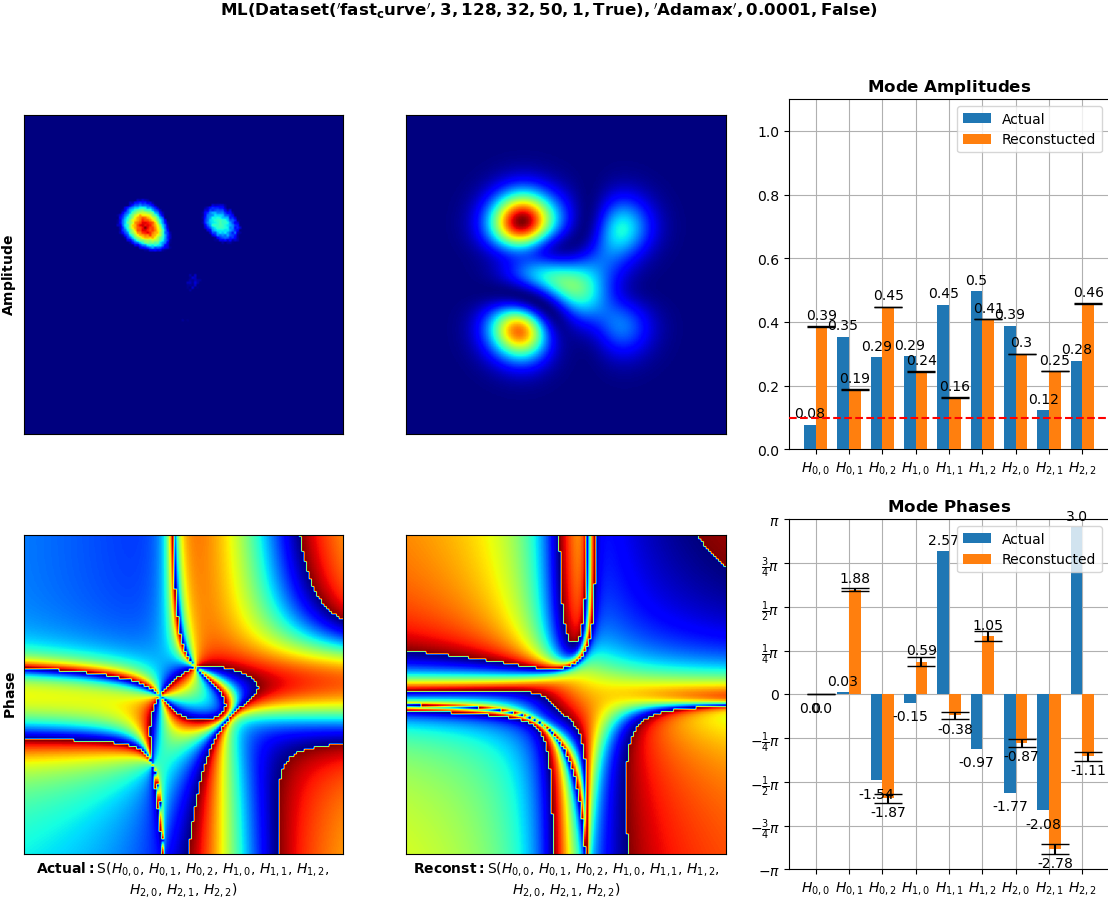 ML(Dataset('fast_curve', 3, 128, 32, 50, 1, True), 'Adamax', 0.0001, False)
Amplitude
Mode Amplitudes
Actual
Reconstucted
1.0
0.8
0.6
0.4
0.2
0.0
0.08
0.39
0.35
0.19
0.29
0.45
0.29
0.24
0.45
0.16
0.5
0.41
0.39
0.3
0.12
0.25
0.28
0.46
H0,0 H0,1 H0,2 H1,0 H1,1 H1,2 H2,0 H2,1 H2,2
Phase
Actual: S(H0,0, H0,1, H0,2, H1,0, H1,1, H1,2,
H2,0, H2,1, H2,2)
Reconst: S(H0,0, H0,1, H0,2, H1,0, H1,1, H1,2,
H2,0, H2,1, H2,2)
Mode Phases
Actual
Reconstucted
π
3/4π
1/2π
1/4π
0
−1/4π
−1/2π
−3/4π
−π
0.0
0.0
0.03
1.88
-1.54
-1.87
-0.15
0.59
2.57
-0.38
-0.97
1.05
-1.77
-0.87
-2.08
-2.78
3.0
-1.11
H0,0 H0,1 H0,2 H1,0 H1,1 H1,2 H2,0 H2,1 H2,2